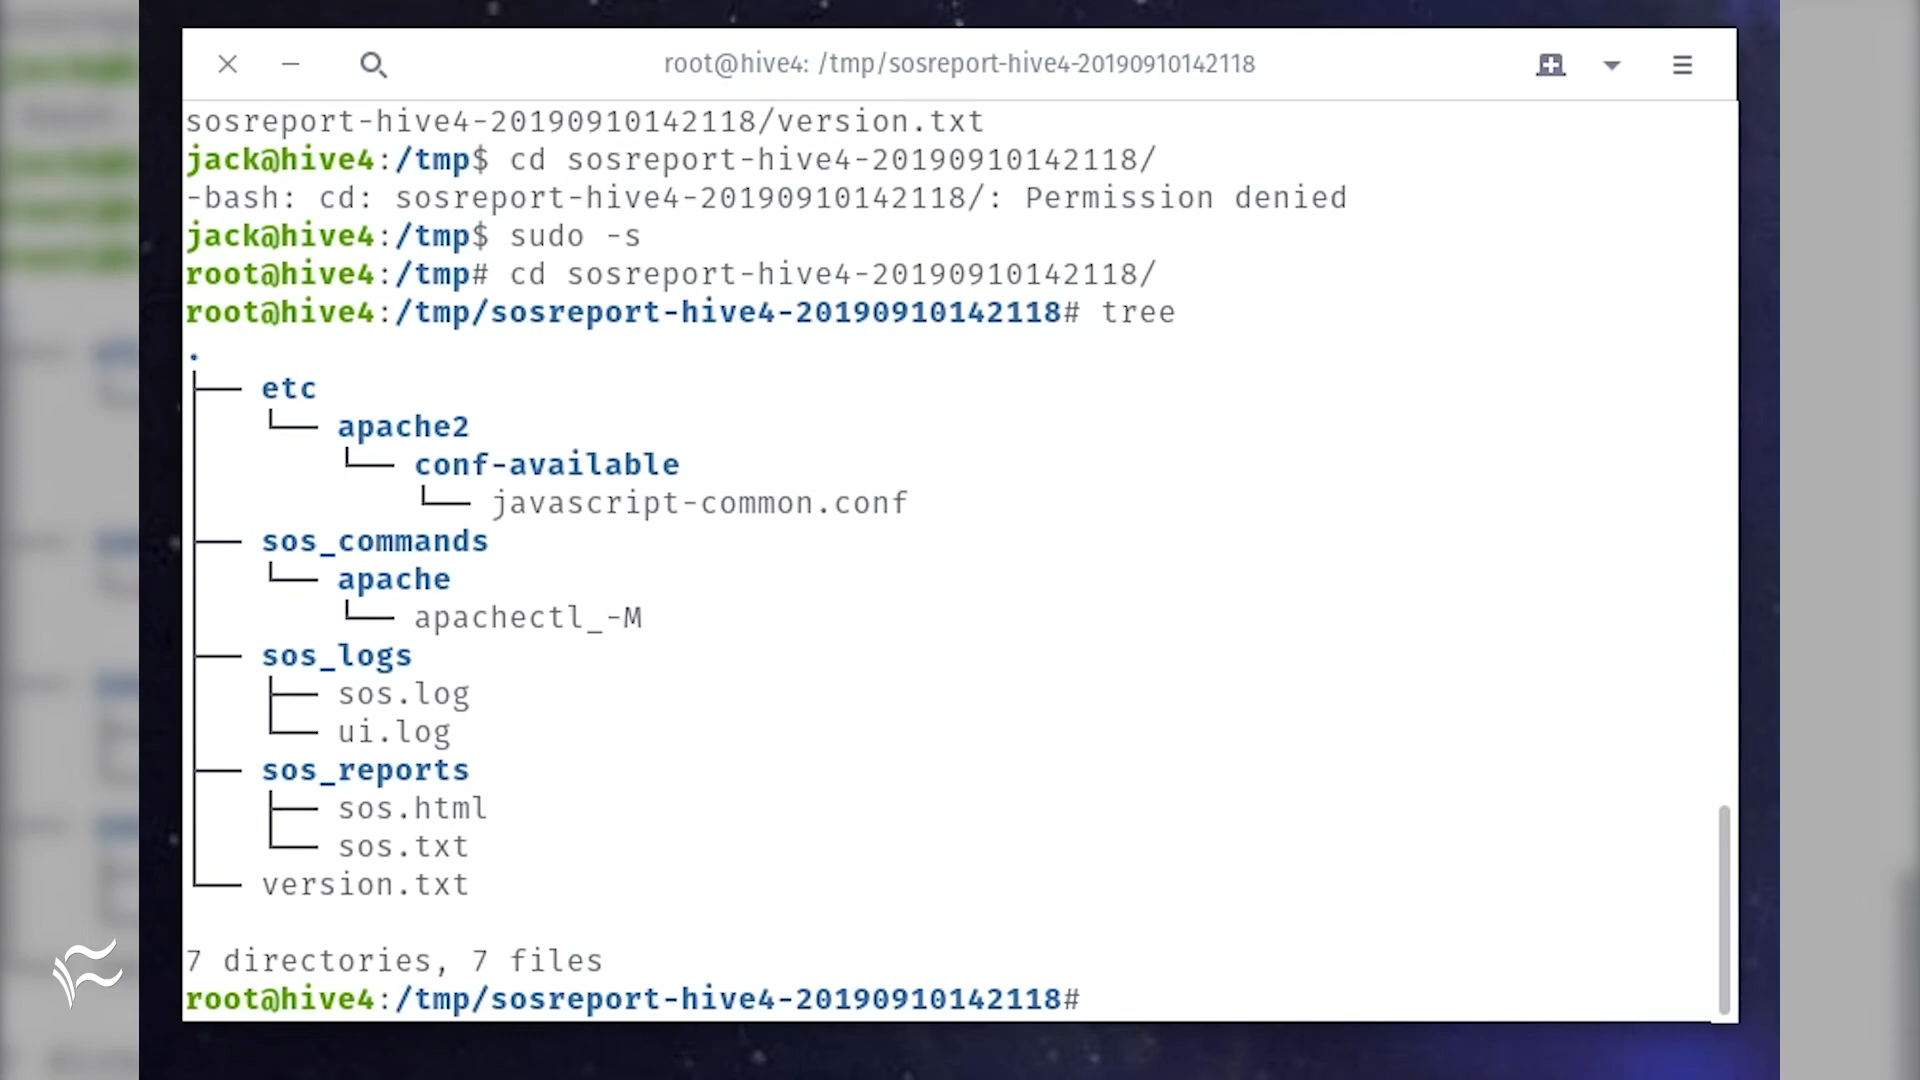 root@hive4: /tmp/sosreport-hive4-20190910142118
sosreport-hive4-20190910142118/version.txt
jack@hive4:/tmp$ cd sosreport-hive4-20190910142118/
-bash: cd: sosreport-hive4-20190910142118/: Permission denied
jack@hive4:/tmp$ sudo -s
root@hive4:/tmp# cd sosreport-hive4-20190910142118/
root@hive4:/tmp/sosreport-hive4-20190910142118# tree
.
├── etc
│   └── apache2
│       └── conf-available
│           └── javascript-common.conf
├── sos_commands
│   └── apache
│       └── apachectl_-M
├── sos_logs
│   ├── sos.log
│   └── ui.log
├── sos_reports
│   ├── sos.html
│   └── sos.txt
└── version.txt
7 directories, 7 files
root@hive4:/tmp/sosreport-hive4-20190910142118#